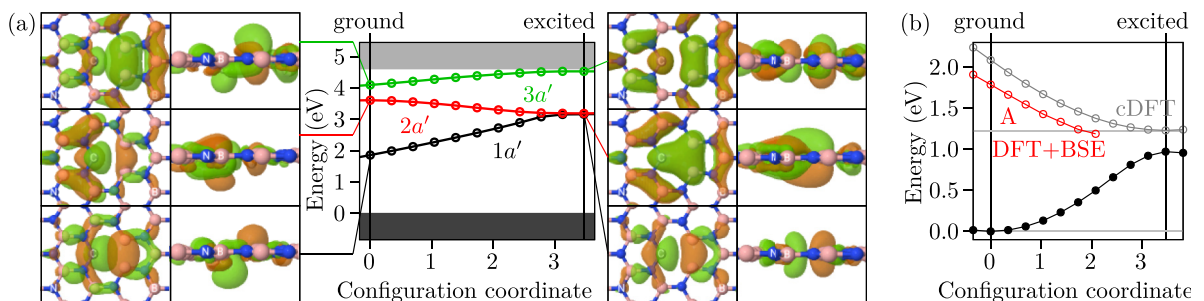 (a)
ground
excited
5
4
3
2
1
0
Energy (eV)
3a′
2a′
1a′
0
1
2
3
Configuration coordinate
C
N
B
N B
C
N B
C
N
B
N B
C
N B
C
N
B
N B
C
N
B
N B
(b)
ground
excited
2.0
1.5
1.0
0.5
0.0
Energy (eV)
cDFT
A
DFT+BSE
0
1
2
3
Configuration coordinate